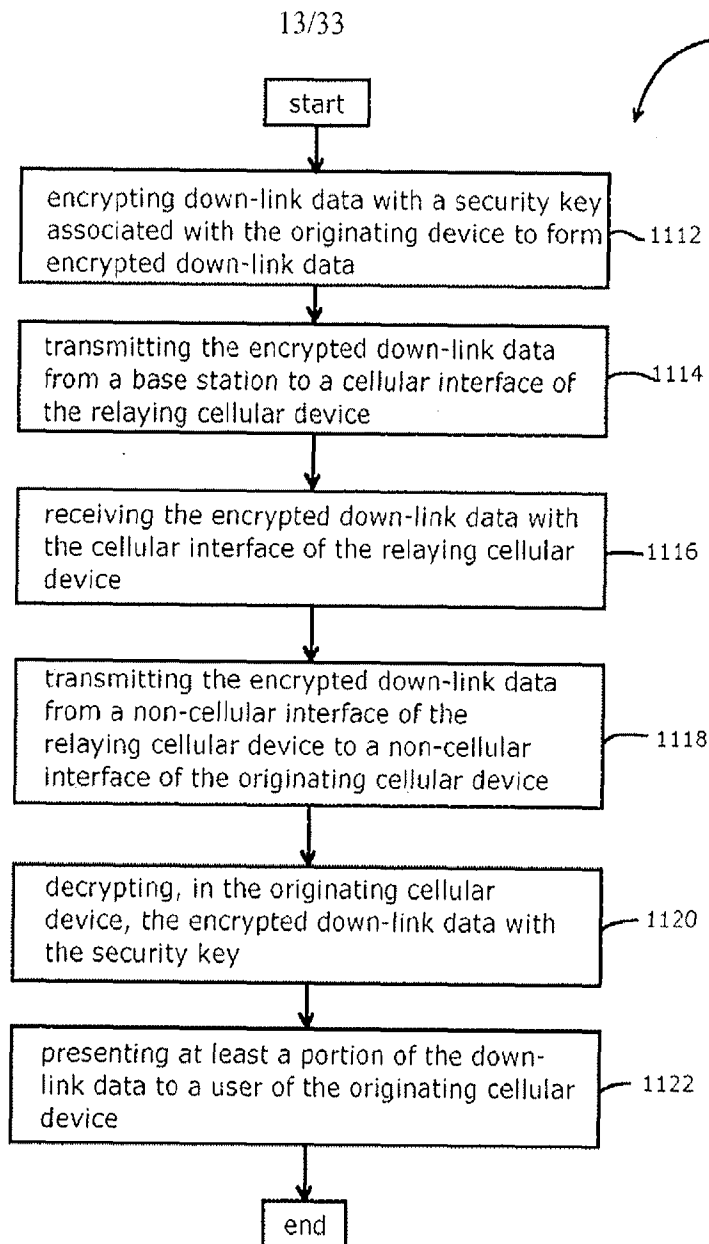 13/33
start
encrypting down-link data with a security key
associated with the originating device to form
encrypted down-link data
1112
transmitting the encrypted down-link data
from a base station to a cellular interface of
the relaying cellular device
1114
receiving the encrypted down-link data with
the cellular interface of the relaying cellular
device
1116
transmitting the encrypted down-link data
from a non-cellular interface of the
relaying cellular device to a non-cellular
interface of the originating cellular device
1118
decrypting, in the originating cellular
device, the encrypted down-link data with
the security key
1120
presenting at least a portion of the down-
link data to a user of the originating cellular
device
1122
end